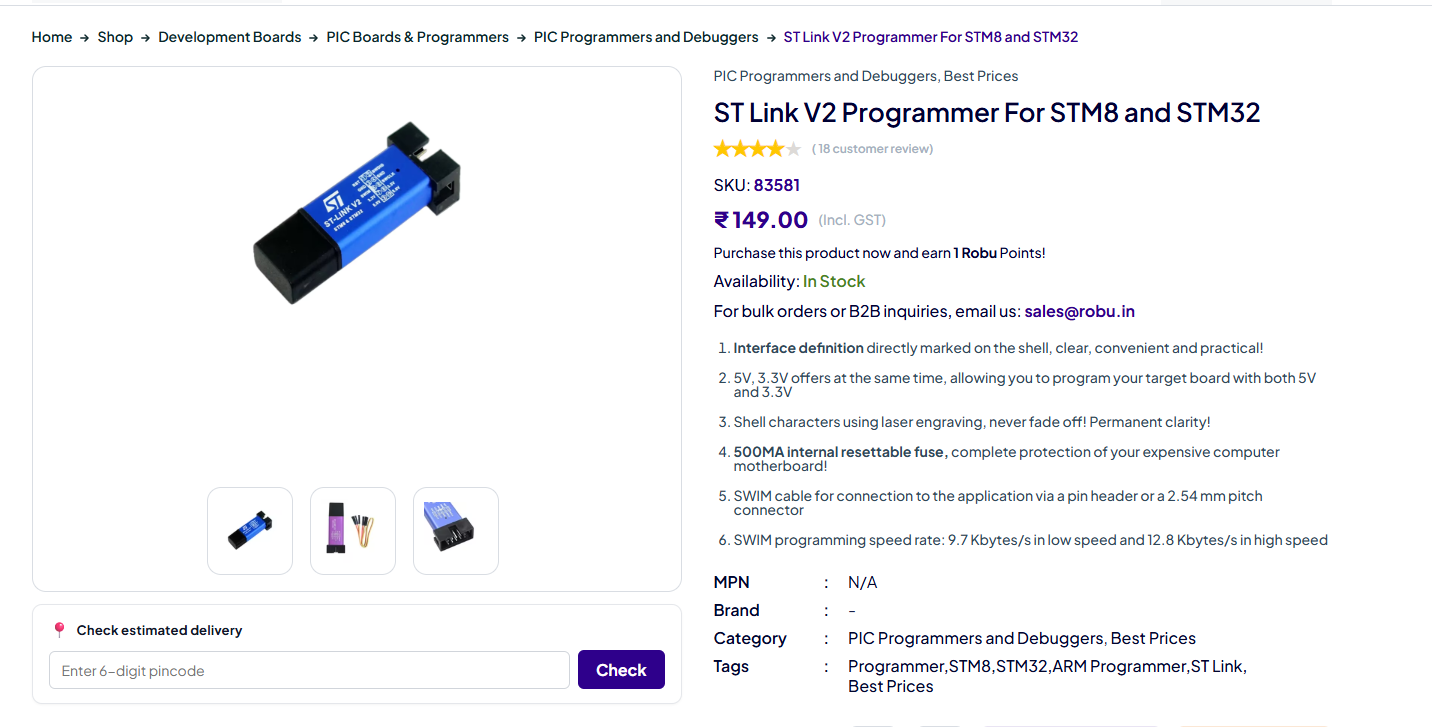 Home → Shop → Development Boards → PIC Boards & Programmers → PIC Programmers and Debuggers → ST Link V2 Programmer For STM8 and STM32
ST
ST-LINK V2
STM8 & STM32
Check estimated delivery
Enter 6-digit pincode
Check
PIC Programmers and Debuggers, Best Prices
ST Link V2 Programmer For STM8 and STM32
( 18 customer review)
SKU: 83581
₹149.00 (Incl. GST)
Purchase this product now and earn 1 Robu Points!
Availability: In Stock
For bulk orders or B2B inquiries, email us: sales@robu.in
1. Interface definition directly marked on the shell, clear, convenient and practical!
2. 5V, 3.3V offers at the same time, allowing you to program your target board with both 5V
and 3.3V
3. Shell characters using laser engraving, never fade off! Permanent clarity!
4. 500MA internal resettable fuse, complete protection of your expensive computer
motherboard!
5. SWIM cable for connection to the application via a pin header or a 2.54 mm pitch
connector
6. SWIM programming speed rate: 9.7 Kbytes/s in low speed and 12.8 Kbytes/s in high speed
MPN : N/A
Brand : -
Category : PIC Programmers and Debuggers, Best Prices
Tags : Programmer,STM8,STM32,ARM Programmer,ST Link,
Best Prices